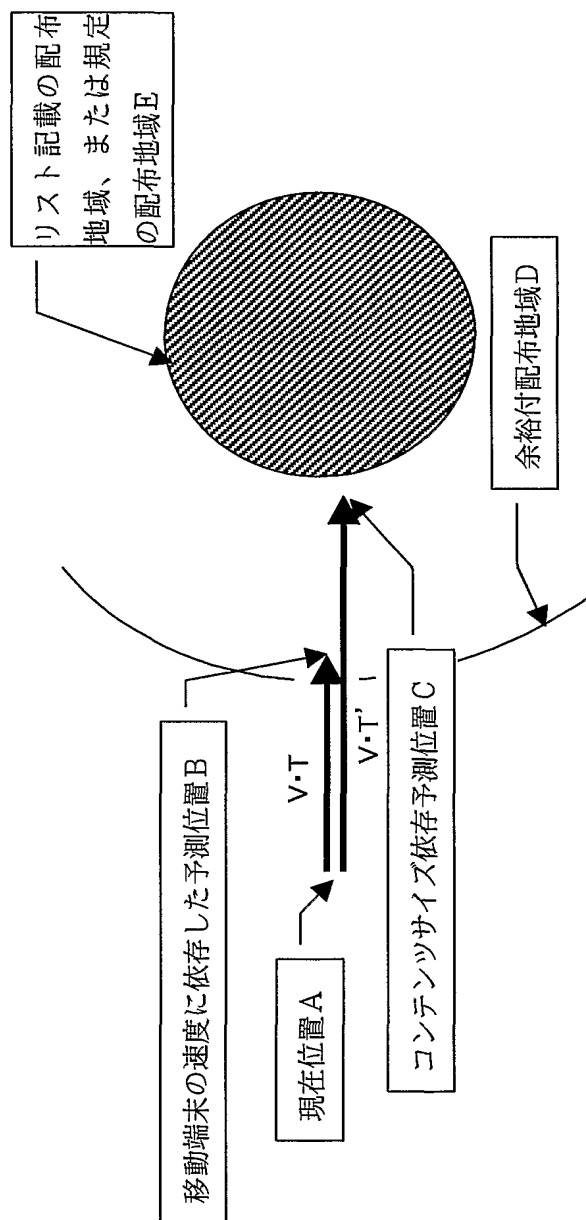 リスト記載の配布
地域、または規定
の配布地域E
余裕付配布地域D
V・T
V・T'
移動端末の速度に依存した予測位置B
コンテンツサイズ依存予測位置C
現在位置A